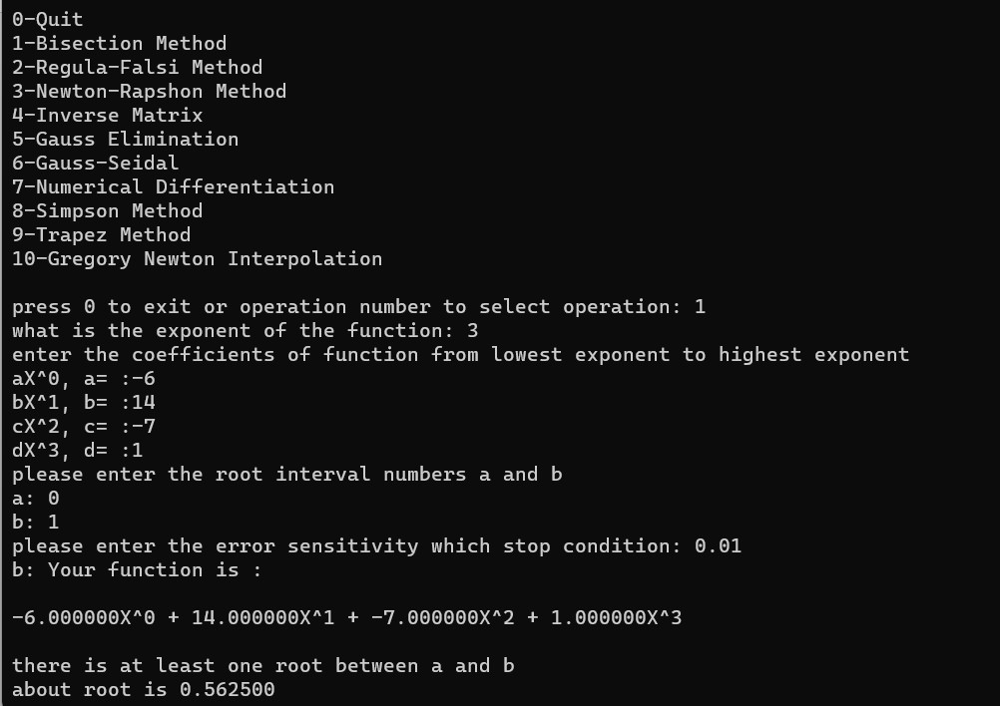 0-Quit
1-Bisection Method
2-Regula-Falsi Method
3-Newton-Rapshon Method
4-Inverse Matrix
5-Gauss Elimination
6-Gauss-Seidal
7-Numerical Differentiation
8-Simpson Method
9-Trapez Method
10-Gregory Newton Interpolation
press 0 to exit or operation number to select operation: 1
what is the exponent of the function: 3
enter the coefficients of function from lowest exponent to highest exponent
aX^0, a= :-6
bX^1, b= :14
cX^2, c= :-7
dX^3, d= :1
please enter the root interval numbers a and b
a: 0
b: 1
please enter the error sensitivity which stop condition: 0.01
b: Your function is :
-6.000000X^0 + 14.000000X^1 + -7.000000X^2 + 1.000000X^3
there is at least one root between a and b
about root is 0.562500